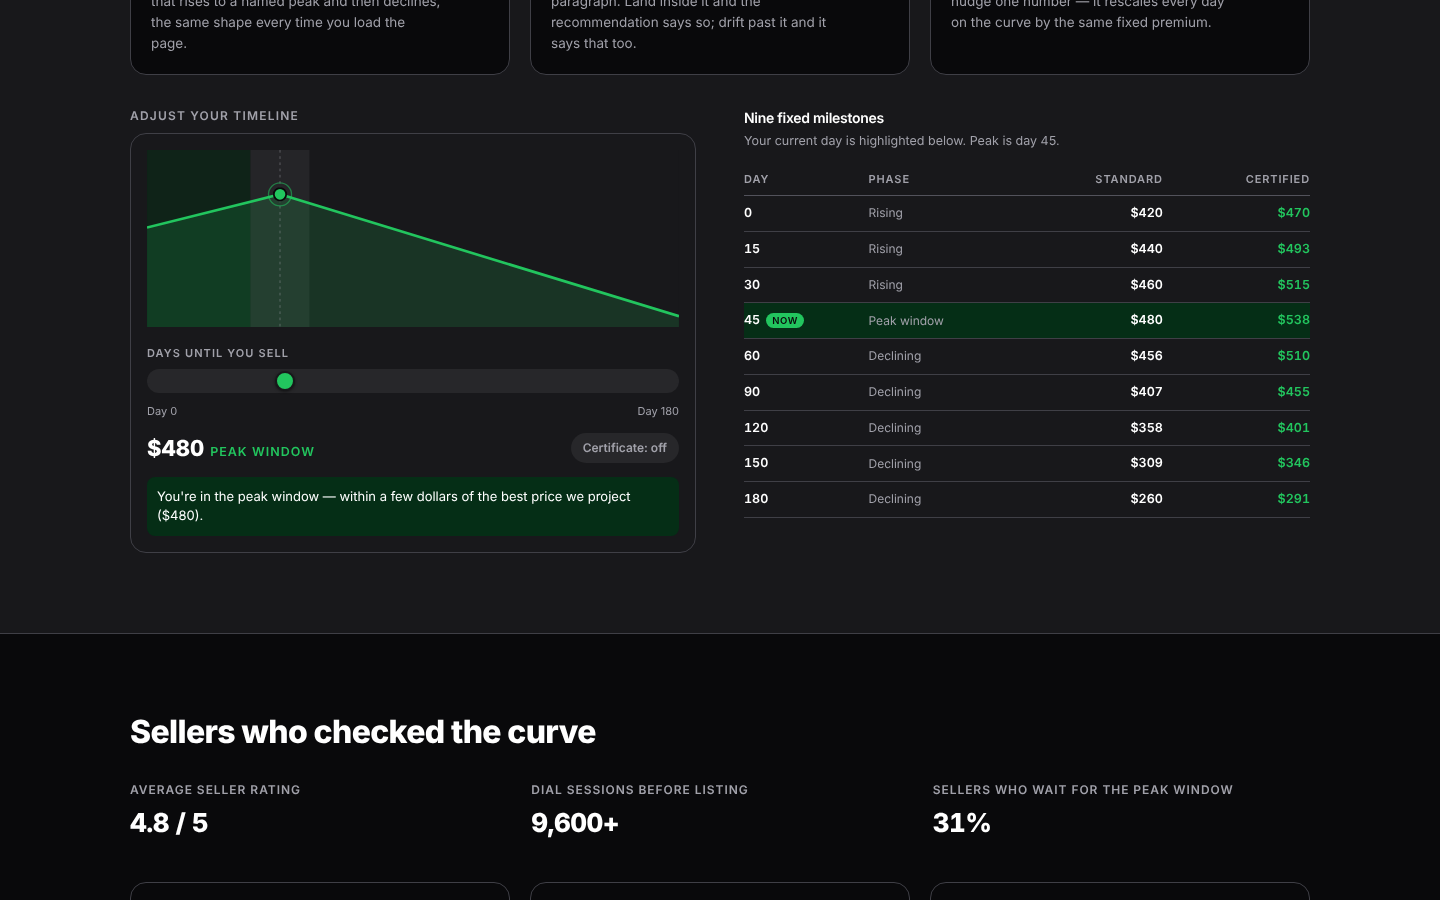 that rises to a named peak and then declines,
the same shape every time you load the
page.
paragraph. Land inside it and the
recommendation says so; drift past it and it
says that too.
nudge one number — it rescales every day
on the curve by the same fixed premium.
ADJUST YOUR TIMELINE
DAYS UNTIL YOU SELL
Day 0
Day 180
$480 PEAK WINDOW
Certificate: off
You're in the peak window — within a few dollars of the best price we project
($480).
Nine fixed milestones
Your current day is highlighted below. Peak is day 45.
DAY PHASE STANDARD CERTIFIED
0 Rising $420 $470
15 Rising $440 $493
30 Rising $460 $515
45 NOW Peak window $480 $538
60 Declining $456 $510
90 Declining $407 $455
120 Declining $358 $401
150 Declining $309 $346
180 Declining $260 $291
Sellers who checked the curve
AVERAGE SELLER RATING
4.8 / 5
DIAL SESSIONS BEFORE LISTING
9,600+
SELLERS WHO WAIT FOR THE PEAK WINDOW
31%